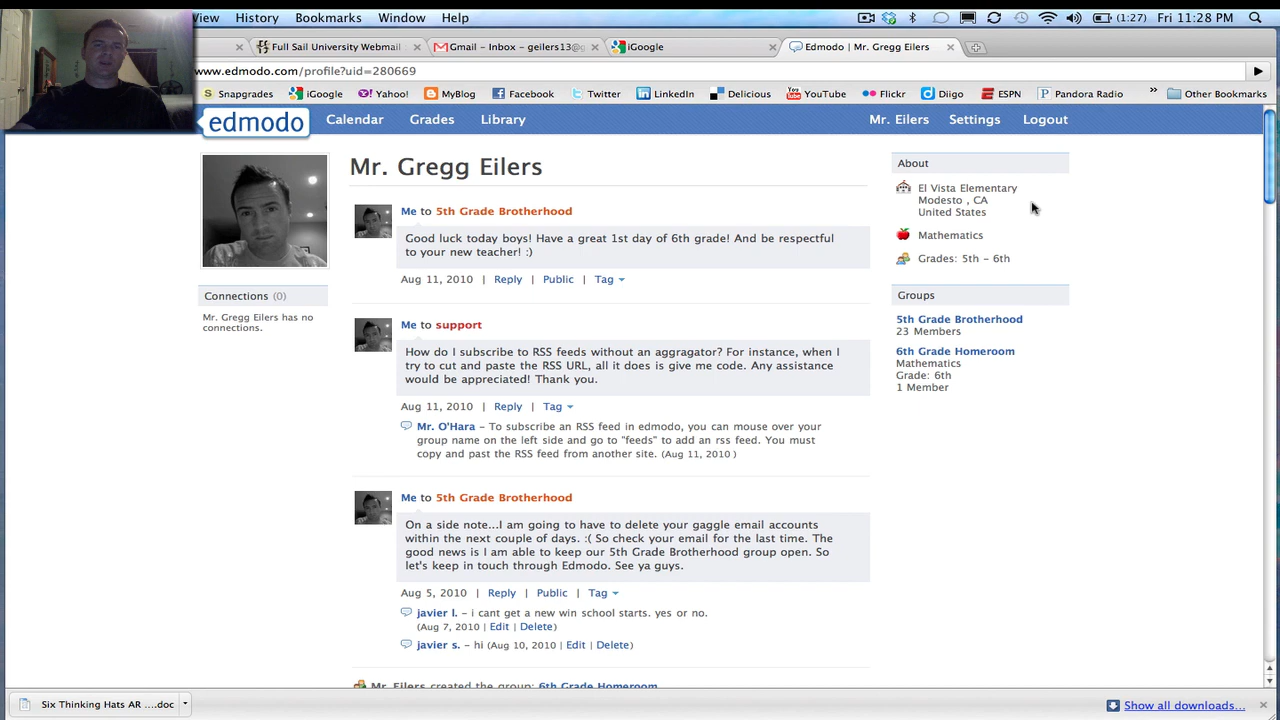 View History Bookmarks Window Help (1:27) Fri 11:28 PM
Full Sail University Webmail Gmail – Inbox – geilers13@g iGoogle Edmodo | Mr. Gregg Eilers
www.edmodo.com/profile?uid=280669
Snapgrades iGoogle Yahoo! MyBlog Facebook Twitter LinkedIn Delicious YouTube Flickr Diigo ESPN Pandora Radio » Other Bookmarks
edmodo Calendar Grades Library Mr. Eilers Settings Logout
Mr. Gregg Eilers
Connections (0)
Mr. Gregg Eilers has no
connections.
Me to 5th Grade Brotherhood
Good luck today boys! Have a great 1st day of 6th grade! And be respectful
to your new teacher! :)
Aug 11, 2010 | Reply | Public | Tag
Me to support
How do I subscribe to RSS feeds without an aggragator? For instance, when I
try to cut and paste the RSS URL, all it does is give me code. Any assistance
would be appreciated! Thank you.
Aug 11, 2010 | Reply | Tag
Mr. O'Hara – To subscribe an RSS feed in edmodo, you can mouse over your
group name on the left side and go to "feeds" to add an rss feed. You must
copy and past the RSS feed from another site. (Aug 11, 2010 )
Me to 5th Grade Brotherhood
On a side note...I am going to have to delete your gaggle email accounts
within the next couple of days. :( So check your email for the last time. The
good news is I am able to keep our 5th Grade Brotherhood group open. So
let's keep in touch through Edmodo. See ya guys.
Aug 5, 2010 | Reply | Public | Tag
javier l. – i cant get a new win school starts. yes or no.
(Aug 7, 2010 | Edit | Delete)
javier s. – hi (Aug 10, 2010 | Edit | Delete)
Mr. Eilers created the group: 6th Grade Homeroom
About
El Vista Elementary
Modesto , CA
United States
Mathematics
Grades: 5th – 6th
Groups
5th Grade Brotherhood
23 Members
6th Grade Homeroom
Mathematics
Grade: 6th
1 Member
Six Thinking Hats AR ....doc Show all downloads...